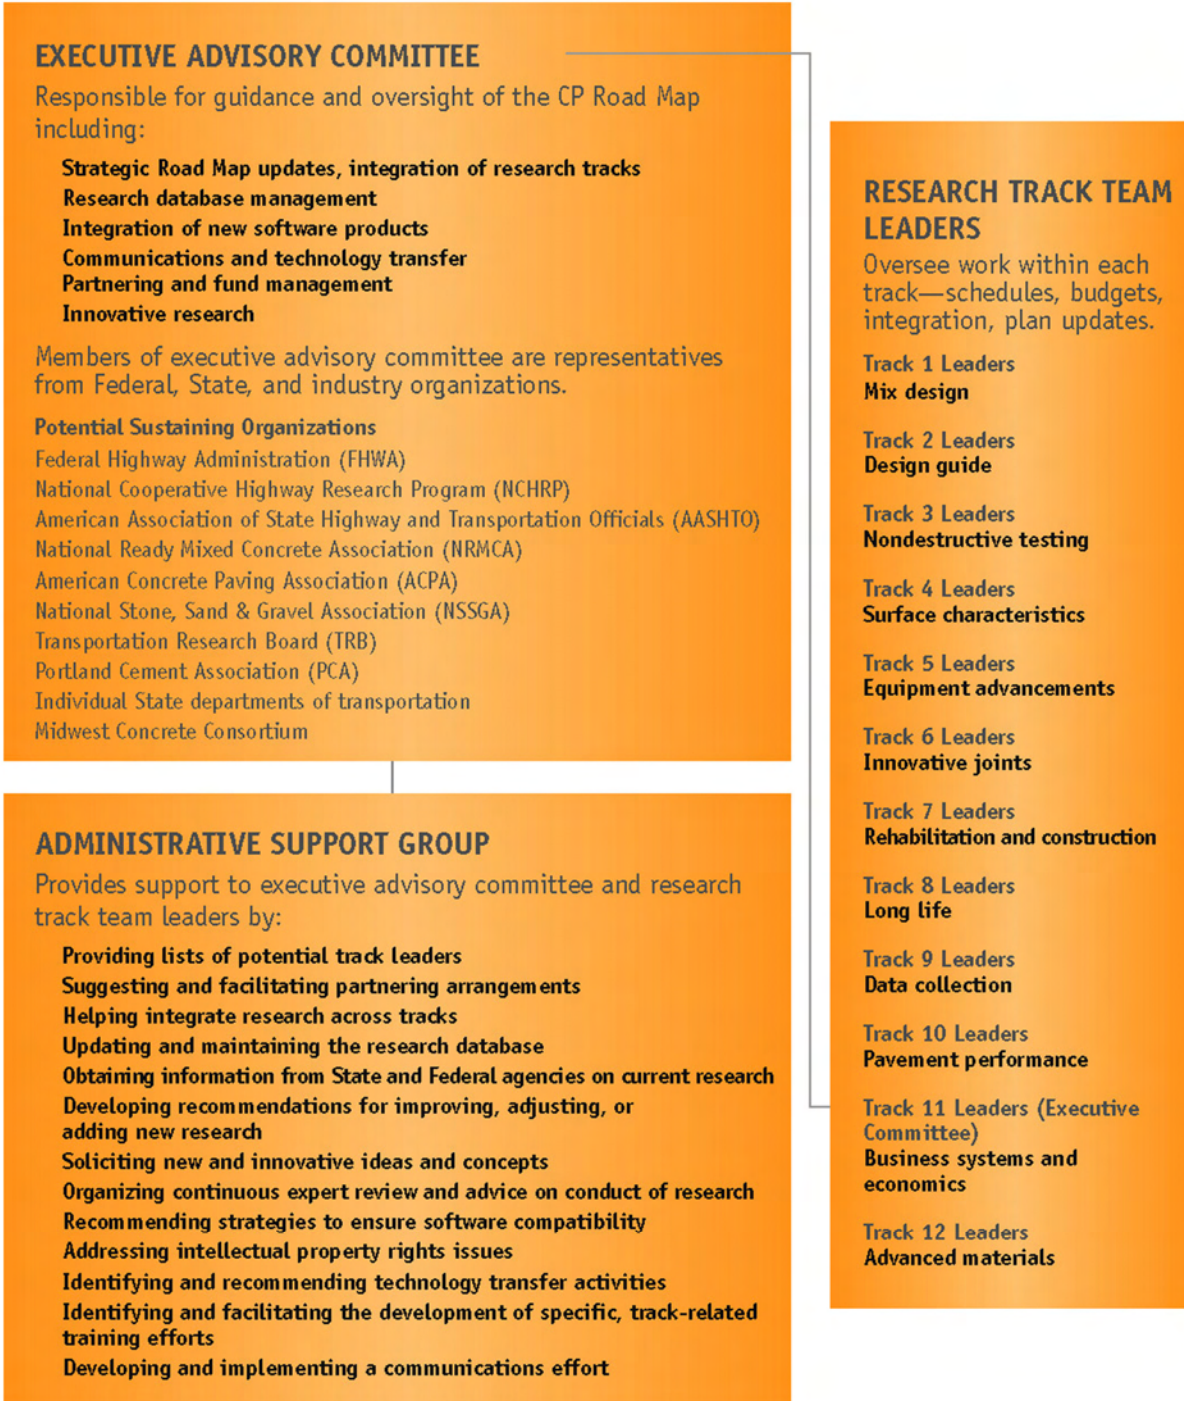 EXECUTIVE ADVISORY COMMITTEE
Responsible for guidance and oversight of the CP Road Map
including:
Strategic Road Map updates, integration of research tracks
Research database management
Integration of new software products
Communications and technology transfer
Partnering and fund management
Innovative research
Members of executive advisory committee are representatives
from Federal, State, and industry organizations.
Potential Sustaining Organizations
Federal Highway Administration (FHWA)
National Cooperative Highway Research Program (NCHRP)
American Association of State Highway and Transportation Officials (AASHTO)
National Ready Mixed Concrete Association (NRMCA)
American Concrete Paving Association (ACPA)
National Stone, Sand & Gravel Association (NSSGA)
Transportation Research Board (TRB)
Portland Cement Association (PCA)
Individual State departments of transportation
Midwest Concrete Consortium
ADMINISTRATIVE SUPPORT GROUP
Provides support to executive advisory committee and research
track team leaders by:
Providing lists of potential track leaders
Suggesting and facilitating partnering arrangements
Helping integrate research across tracks
Updating and maintaining the research database
Obtaining information from State and Federal agencies on current research
Developing recommendations for improving, adjusting, or
adding new research
Soliciting new and innovative ideas and concepts
Organizing continuous expert review and advice on conduct of research
Recommending strategies to ensure software compatibility
Addressing intellectual property rights issues
Identifying and recommending technology transfer activities
Identifying and facilitating the development of specific, track-related
training efforts
Developing and implementing a communications effort
RESEARCH TRACK TEAM
LEADERS
Oversee work within each
track—schedules, budgets,
integration, plan updates.
Track 1 Leaders
Mix design
Track 2 Leaders
Design guide
Track 3 Leaders
Nondestructive testing
Track 4 Leaders
Surface characteristics
Track 5 Leaders
Equipment advancements
Track 6 Leaders
Innovative joints
Track 7 Leaders
Rehabilitation and construction
Track 8 Leaders
Long life
Track 9 Leaders
Data collection
Track 10 Leaders
Pavement performance
Track 11 Leaders (Executive
Committee)
Business systems and
economics
Track 12 Leaders
Advanced materials